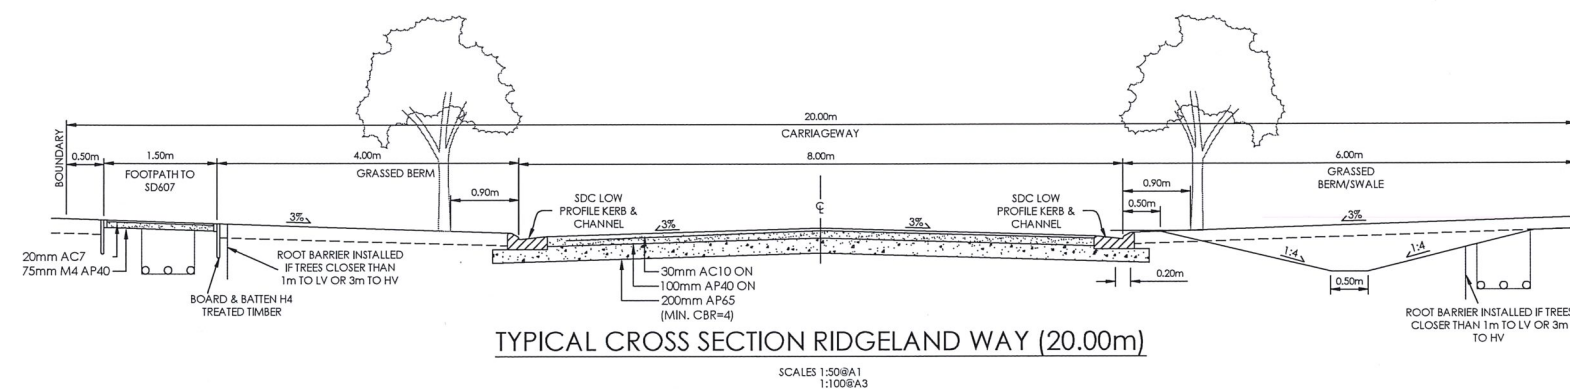 20.00m
CARRIAGEWAY
BOUNDARY
0.50m
1.50m
4.00m
8.00m
6.00m
FOOTPATH TO
SD607
GRASSED BERM
GRASSED
BERM/SWALE
0.90m
0.90m
0.50m
SDC LOW
PROFILE KERB &
CHANNEL
SDC LOW
PROFILE KERB &
CHANNEL
3%
3%
3%
3%
20mm AC7
75mm M4 AP40
ROOT BARRIER INSTALLED
IF TREES CLOSER THAN
1m TO LV OR 3m TO HV
BOARD & BATTEN H4
TREATED TIMBER
30mm AC10 ON
100mm AP40 ON
200mm AP65
(MIN. CBR=4)
0.20m
1:4
1:4
0.50m
ROOT BARRIER INSTALLED IF TREES
CLOSER THAN 1m TO LV OR 3m
TO HV
TYPICAL CROSS SECTION RIDGELAND WAY (20.00m)
SCALES 1:50@A1
1:100@A3